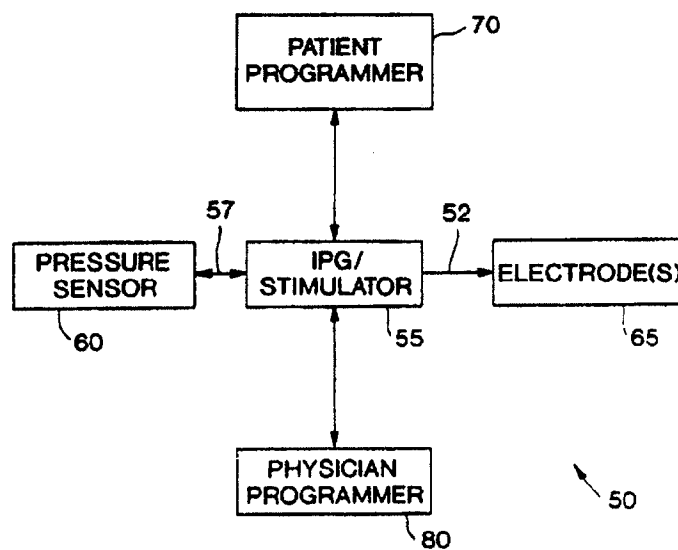 70
PATIENT
PROGRAMMER
57
52
PRESSURE
SENSOR
IPG/
STIMULATOR
ELECTRODE(S)
60
55
65
PHYSICIAN
PROGRAMMER
80
50